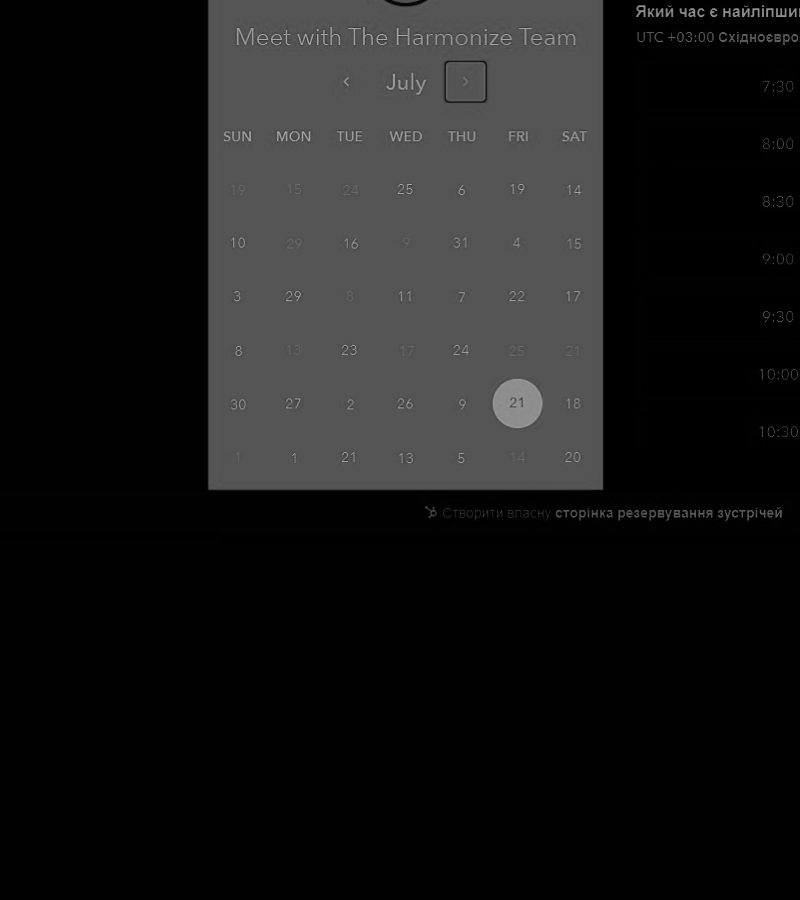 Meet with The Harmonize Team
July
SUN MON TUE WED THU FRI SAT
19 15 24 25 6 19 14
10 29 16 9 31 4 15
3 29 8 11 7 22 17
8 13 23 17 24 25 21
30 27 2 26 9 21 18
1 1 21 13 5 14 20
Який час є
UTC +03:00
7:30
8:00
8:30
9:00
9:30
10:00
10:30
Створити власну сторінка резервування зустрічей